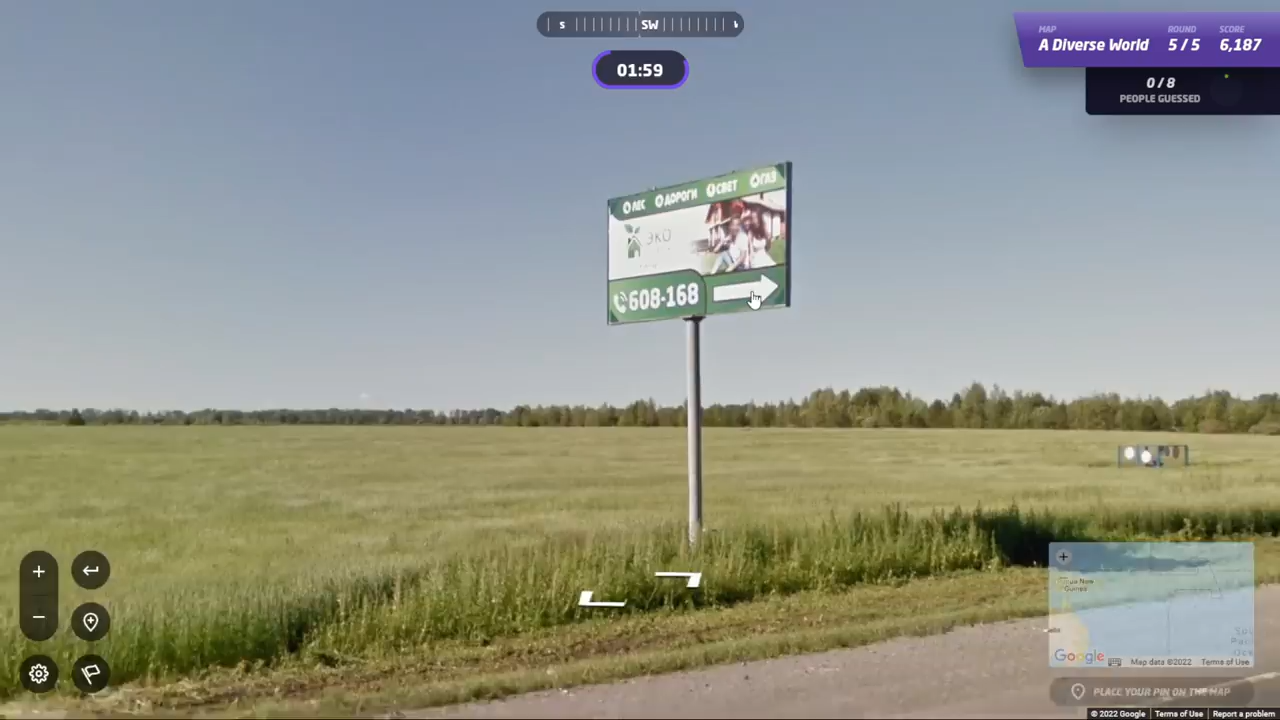 S SW
01:59
MAP
A Diverse World
ROUND
5 / 5
SCORE
6,187
0 / 8
PEOPLE GUESSED
ЛЕС ДОРОГИ СВЕТ ГАЗ
ЭКО
608-168
Google
Map data ©2022 Terms of Use
PLACE YOUR PIN ON THE MAP
© 2022 Google Terms of Use Report a problem